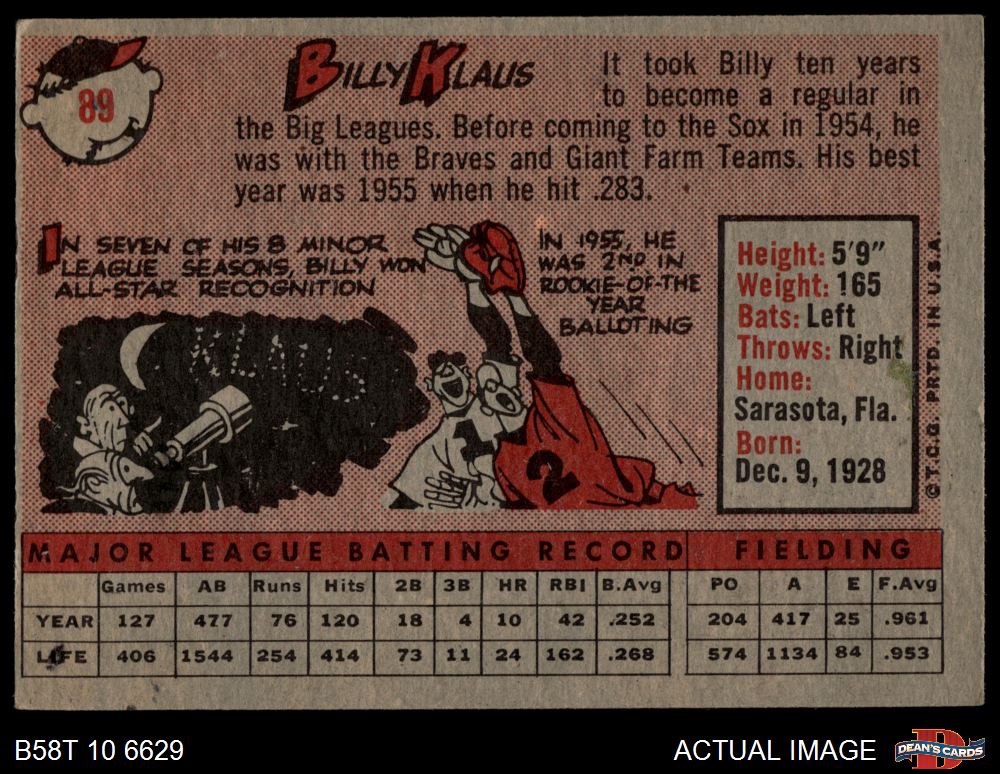 89
BILLY KLAUS
It took Billy ten years
to become a regular in
the Big Leagues. Before coming to the Sox in 1954, he
was with the Braves and Giant Farm Teams. His best
year was 1955 when he hit .283.
IN SEVEN OF HIS 8 MINOR
LEAGUE SEASONS, BILLY WON
ALL-STAR RECOGNITION
KLAUS
IN 1955, HE
WAS 2ND IN
ROOKIE-OF-THE
YEAR
BALLOTING
1
2
Height: 5'9"
Weight: 165
Bats: Left
Throws: Right
Home:
Sarasota, Fla.
Born:
Dec. 9, 1928
© T.C.G. PRTD. IN U.S.A.
MAJOR LEAGUE BATTING RECORD FIELDING
Games AB Runs Hits 2B 3B HR RBI B.Avg PO A E F.Avg
YEAR 127 477 76 120 18 4 10 42 .252 204 417 25 .961
LIFE 406 1544 254 414 73 11 24 162 .268 574 1134 84 .953
B58T 10 6629
ACTUAL IMAGE
DEAN'S CARDS